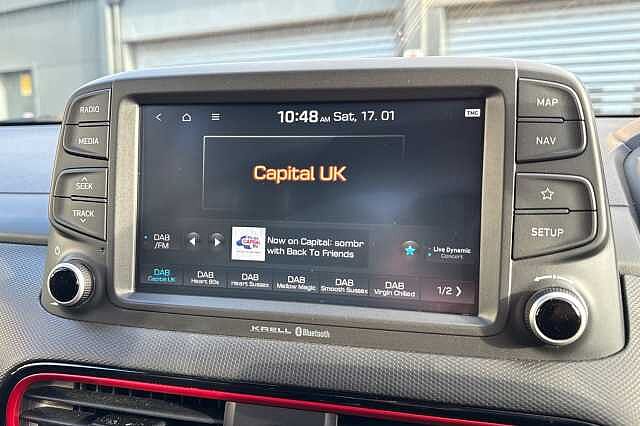 RADIO
MEDIA
SEEK
TRACK
10:48 AM Sat, 17. 01
TMC
Capital UK
DAB
/FM
CAPITAL
Now on Capital: sombr
with Back To Friends
Live Dynamic
Concert
DAB
Capital UK
DAB
Heart 80s
DAB
Heart Sussex
DAB
Mellow Magic
DAB
Smooth Sussex
DAB
Virgin Chilled
1/2
MAP
NAV
SETUP
KRELL Bluetooth